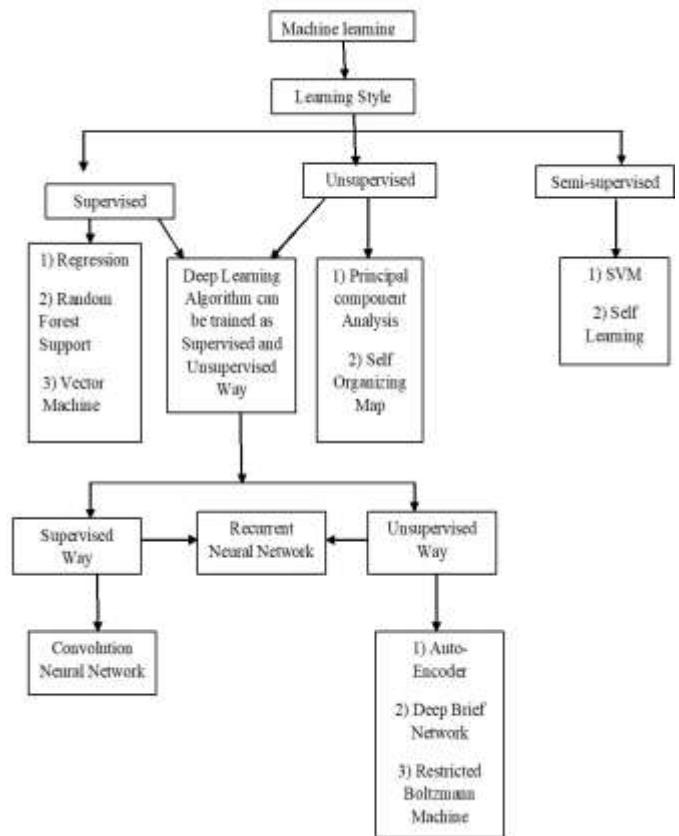 Machine learning
Learning Style
Supervised
Unsupervised
Semi-supervised
1) Regression
2) Random
Forest
Support
3) Vector
Machine
Deep Learning
Algorithm can
be trained as
Supervised and
Unsupervised
Way
1) Principal
component
Analysis
2) Self
Organizing
Map
1) SVM
2) Self
Learning
Supervised
Way
Recurrent
Neural Network
Unsupervised
Way
Convolution
Neural Network
1) Auto-
Encoder
2) Deep Brief
Network
3) Restricted
Boltzmann
Machine